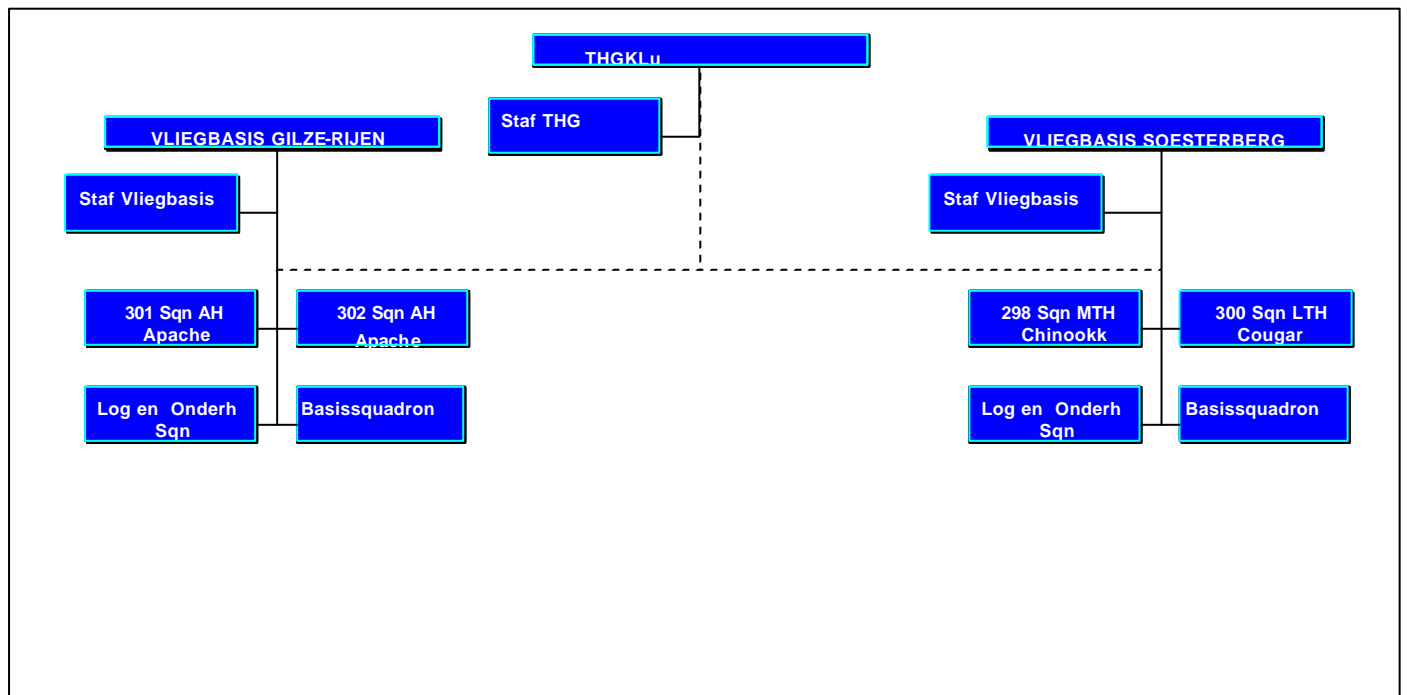 THGKLu
Staf THG
VLIEGBASIS GILZE-RIJEN
VLIEGBASIS SOESTERBERG
Staf Vliegbasis
Staf Vliegbasis
301 Sqn AH
Apache
302 Sqn AH
Apache
298 Sqn MTH
Chinookk
300 Sqn LTH
Cougar
Log en Onderh
Sqn
Basissquadron
Log en Onderh
Sqn
Basissquadron